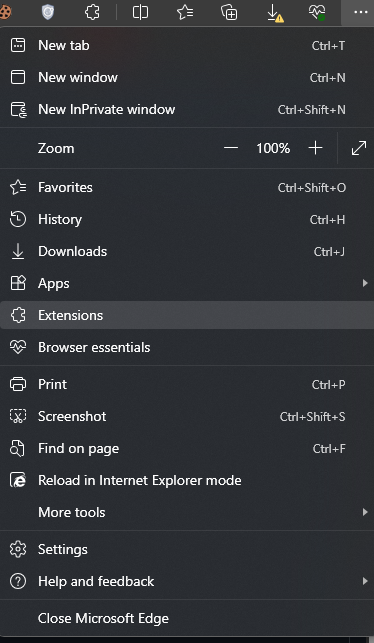 New tab Ctrl+T
New window Ctrl+N
New InPrivate window Ctrl+Shift+N
Zoom — 100% +
Favorites Ctrl+Shift+O
History Ctrl+H
Downloads Ctrl+J
Apps
Extensions
Browser essentials
Print Ctrl+P
Screenshot Ctrl+Shift+S
Find on page Ctrl+F
Reload in Internet Explorer mode
More tools
Settings
Help and feedback
Close Microsoft Edge